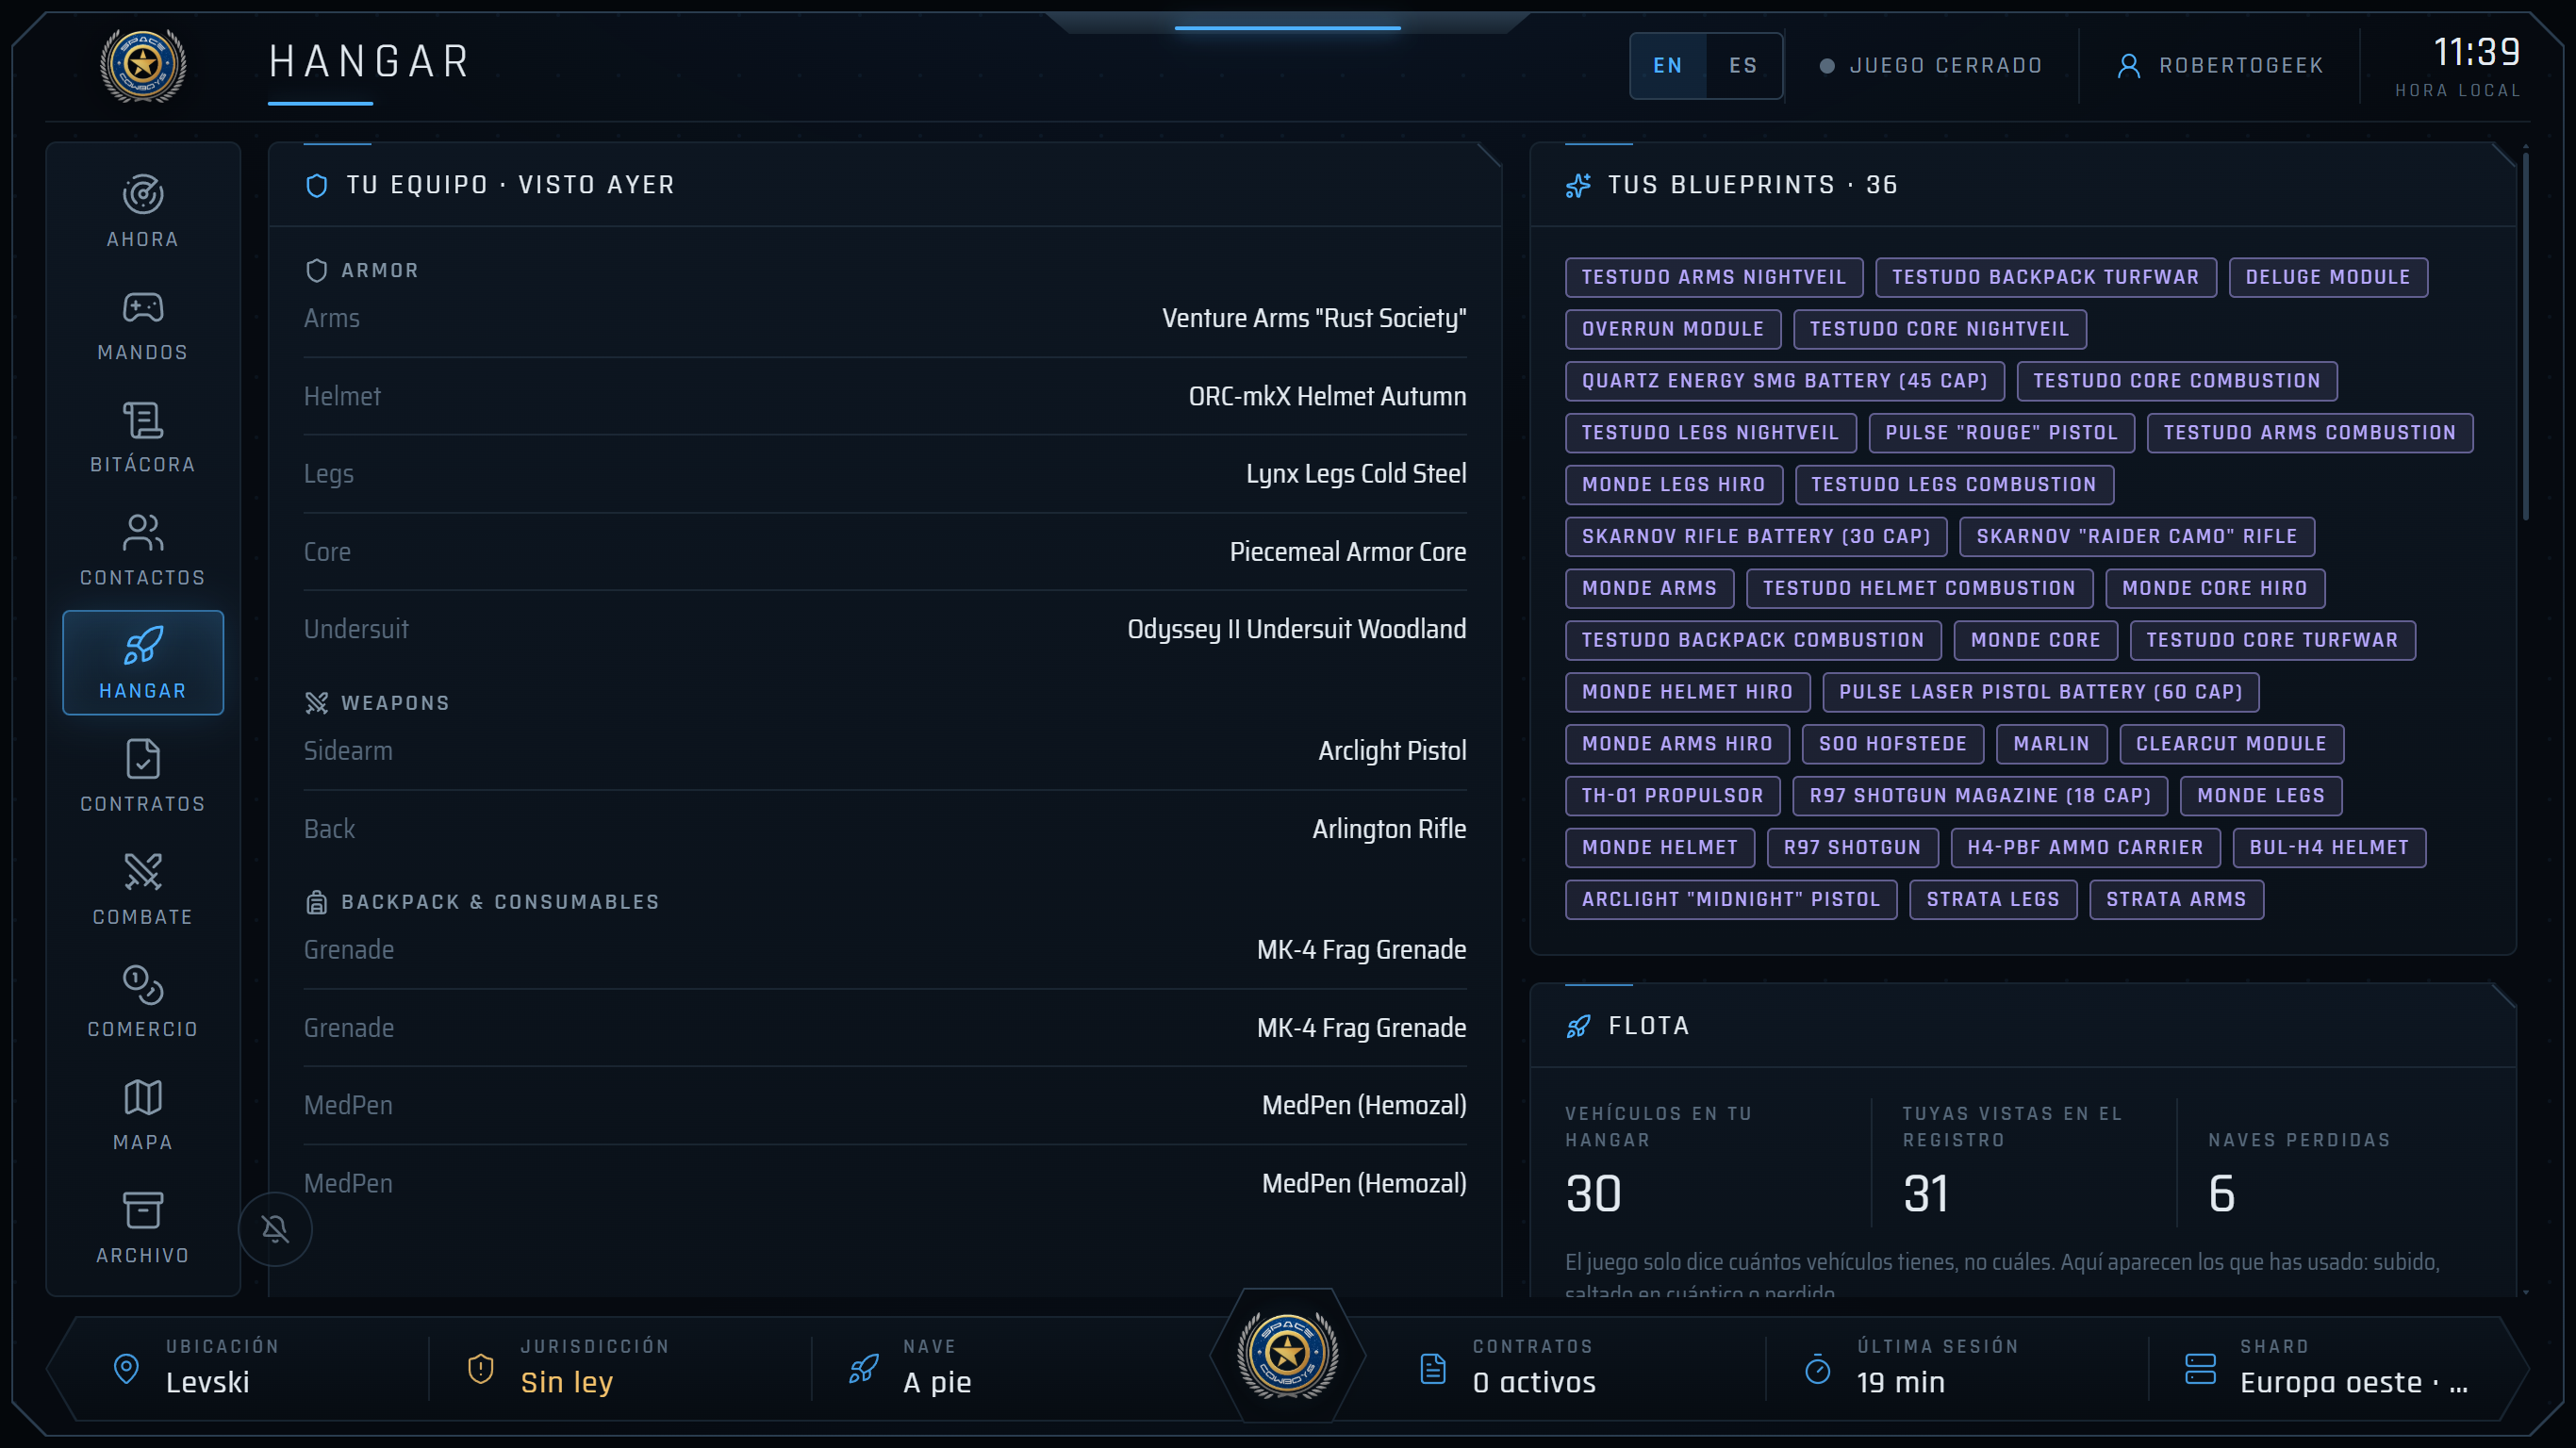 HANGAR
EN ES
JUEGO CERRADO
ROBERTOGEEK
11:39
HORA LOCAL
AHORA
MANDOS
BITÁCORA
CONTACTOS
HANGAR
CONTRATOS
COMBATE
COMERCIO
MAPA
ARCHIVO
TU EQUIPO · VISTO AYER
ARMOR
Arms Venture Arms "Rust Society"
Helmet ORC-mkX Helmet Autumn
Legs Lynx Legs Cold Steel
Core Piecemeal Armor Core
Undersuit Odyssey II Undersuit Woodland
WEAPONS
Sidearm Arclight Pistol
Back Arlington Rifle
BACKPACK & CONSUMABLES
Grenade MK-4 Frag Grenade
Grenade MK-4 Frag Grenade
MedPen MedPen (Hemozal)
MedPen MedPen (Hemozal)
TUS BLUEPRINTS · 36
TESTUDO ARMS NIGHTVEIL TESTUDO BACKPACK TURFWAR DELUGE MODULE
OVERRUN MODULE TESTUDO CORE NIGHTVEIL
QUARTZ ENERGY SMG BATTERY (45 CAP) TESTUDO CORE COMBUSTION
TESTUDO LEGS NIGHTVEIL PULSE "ROUGE" PISTOL TESTUDO ARMS COMBUSTION
MONDE LEGS HIRO TESTUDO LEGS COMBUSTION
SKARNOV RIFLE BATTERY (30 CAP) SKARNOV "RAIDER CAMO" RIFLE
MONDE ARMS TESTUDO HELMET COMBUSTION MONDE CORE HIRO
TESTUDO BACKPACK COMBUSTION MONDE CORE TESTUDO CORE TURFWAR
MONDE HELMET HIRO PULSE LASER PISTOL BATTERY (60 CAP)
MONDE ARMS HIRO S00 HOFSTEDE MARLIN CLEARCUT MODULE
TH-01 PROPULSOR R97 SHOTGUN MAGAZINE (18 CAP) MONDE LEGS
MONDE HELMET R97 SHOTGUN H4-PBF AMMO CARRIER BUL-H4 HELMET
ARCLIGHT "MIDNIGHT" PISTOL STRATA LEGS STRATA ARMS
FLOTA
VEHÍCULOS EN TU HANGAR
30
TUYAS VISTAS EN EL REGISTRO
31
NAVES PERDIDAS
6
El juego solo dice cuántos vehículos tienes, no cuáles. Aquí aparecen los que has usado: subido,
saltado en cuántico o perdido
UBICACIÓN
Levski
JURISDICCIÓN
Sin ley
NAVE
A pie
SPACE
COWBOYS
CONTRATOS
0 activos
ÚLTIMA SESIÓN
19 min
SHARD
Europa oeste · ...